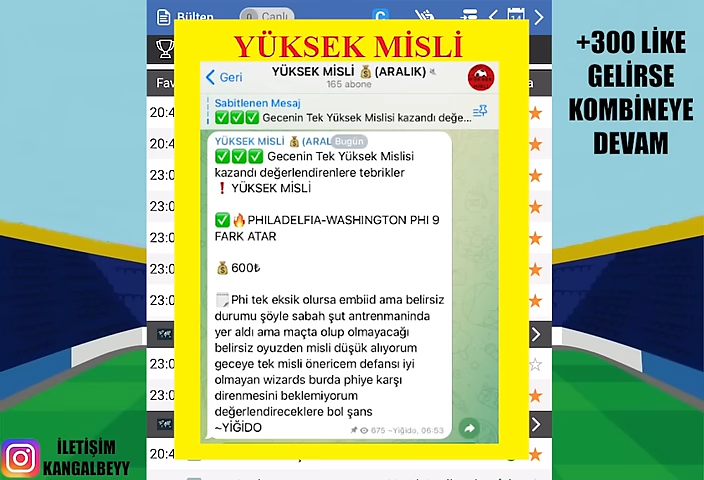 Bülten
Canlı
C
14
YÜKSEK MİSLİ
+300 LİKE
GELİRSE
KOMBİNEYE
DEVAM
Geri
YÜKSEK MİSLİ 💰(ARALIK)
165 abone
Fav
a
Sabitlenen Mesaj
✅✅✅ Gecenin Tek Yüksek Mislisi kazandı değe...
YÜKSEK MİSLİ 💰(ARAL
Bugün
✅✅✅ Gecenin Tek Yüksek Mislisi
kazandı değerlendirenlere tebrikler
❗ YÜKSEK MİSLİ
✅🔥PHILADELFIA-WASHINGTON PHI 9
FARK ATAR
💰600₺
🗒Phi tek eksik olursa embiid ama belirsiz
durumu şöyle sabah şut antremaninda
yer aldı ama maçta olup olmayacağı
belirsiz oyuzden misli düşük alıyorum
geceye tek misli önericem defansı iyi
olmayan wizards burda phiye karşı
direnmesini beklemiyorum
değerlendireceklere bol şans
~YİĞİDO
675 ~Yiğido, 06:53
20:4
20:4
23:0
23:0
23:0
23:0
23:0
23:0
23:0
20:4
İLETİŞİM
KANGALBEYY